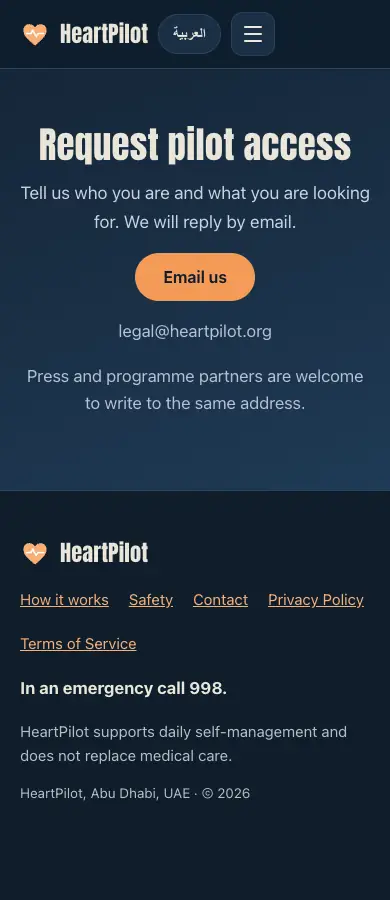 HeartPilot
العربية
Request pilot access
Tell us who you are and what you are looking
for. We will reply by email.
Email us
legal@heartpilot.org
Press and programme partners are welcome
to write to the same address.
HeartPilot
How it works Safety Contact Privacy Policy
Terms of Service
In an emergency call 998.
HeartPilot supports daily self-management and
does not replace medical care.
HeartPilot, Abu Dhabi, UAE · © 2026